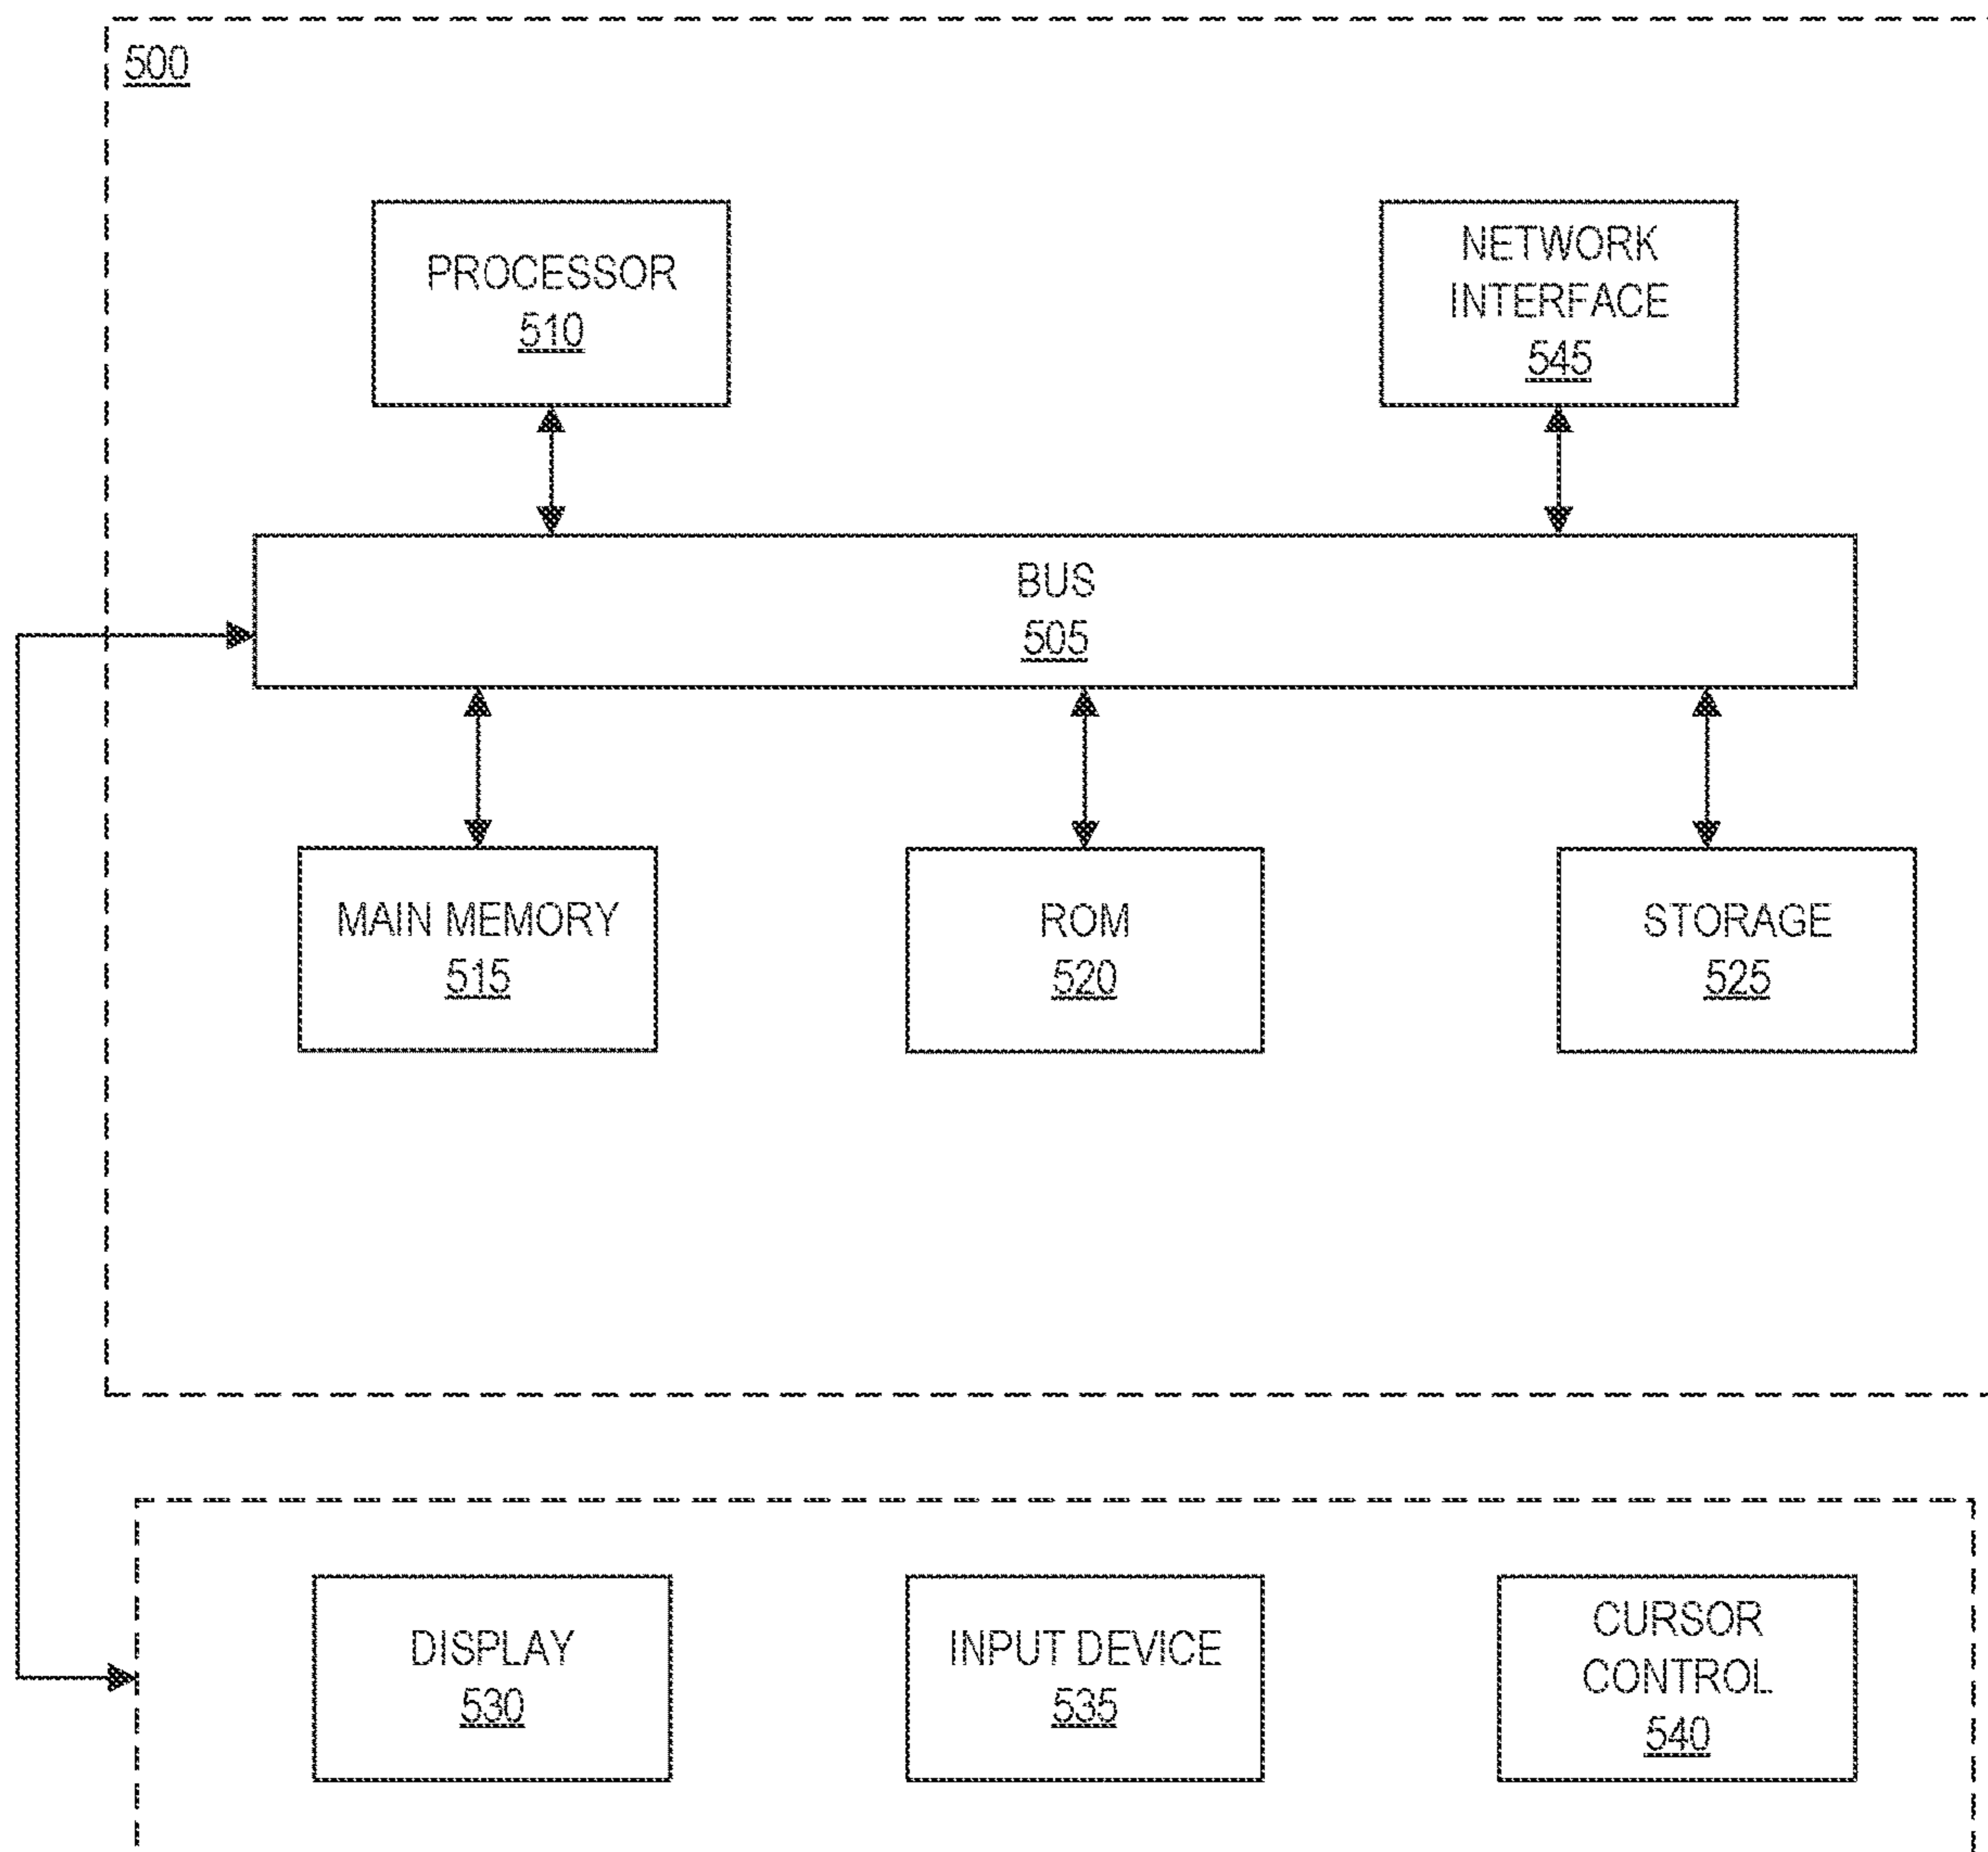 500
PROCESSOR
510
NETWORK
INTERFACE
545
BUS
505
MAIN MEMORY
515
ROM
520
STORAGE
525
DISPLAY
530
INPUT DEVICE
535
CURSOR
CONTROL
540